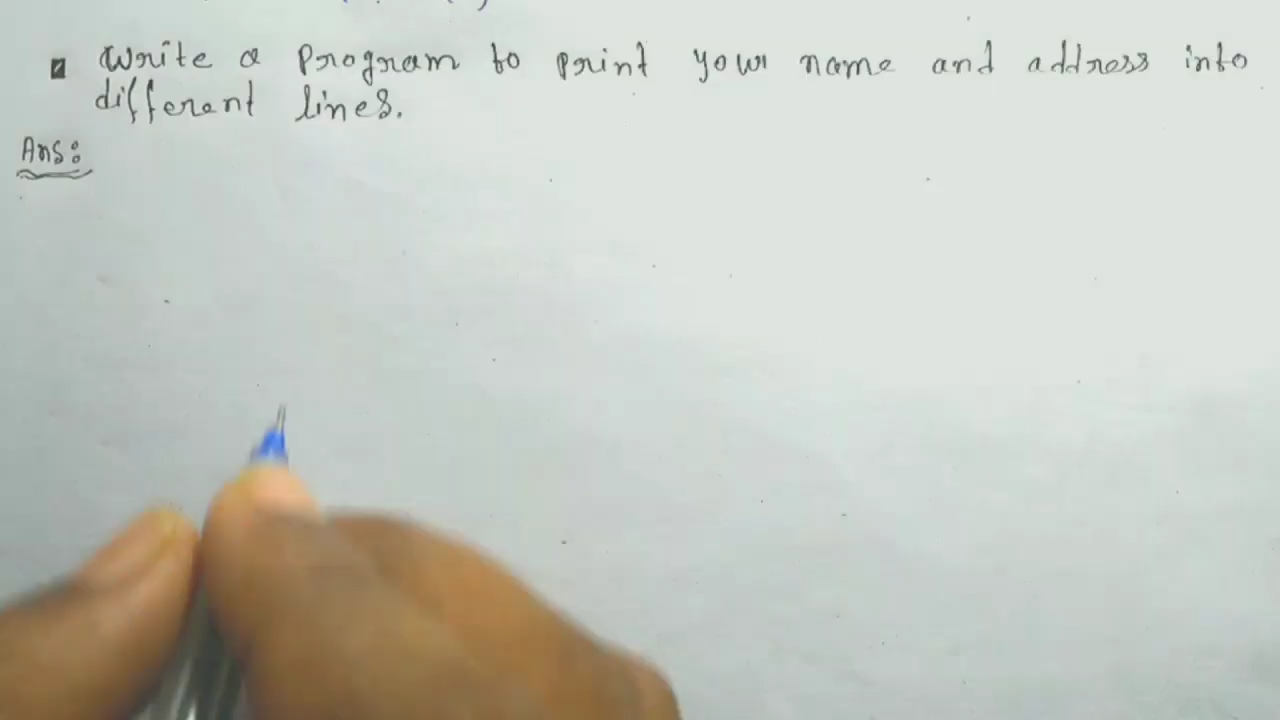 Write a program to print your name and address into
different lines.
Ans: